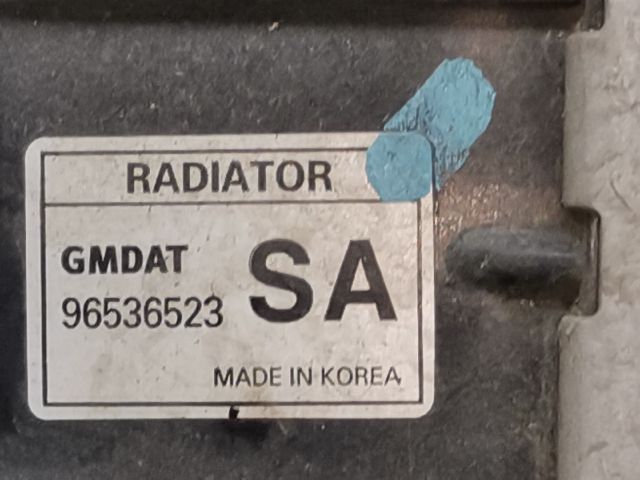 RADIATOR
GMDAT
96536523
SA
MADE IN KOREA